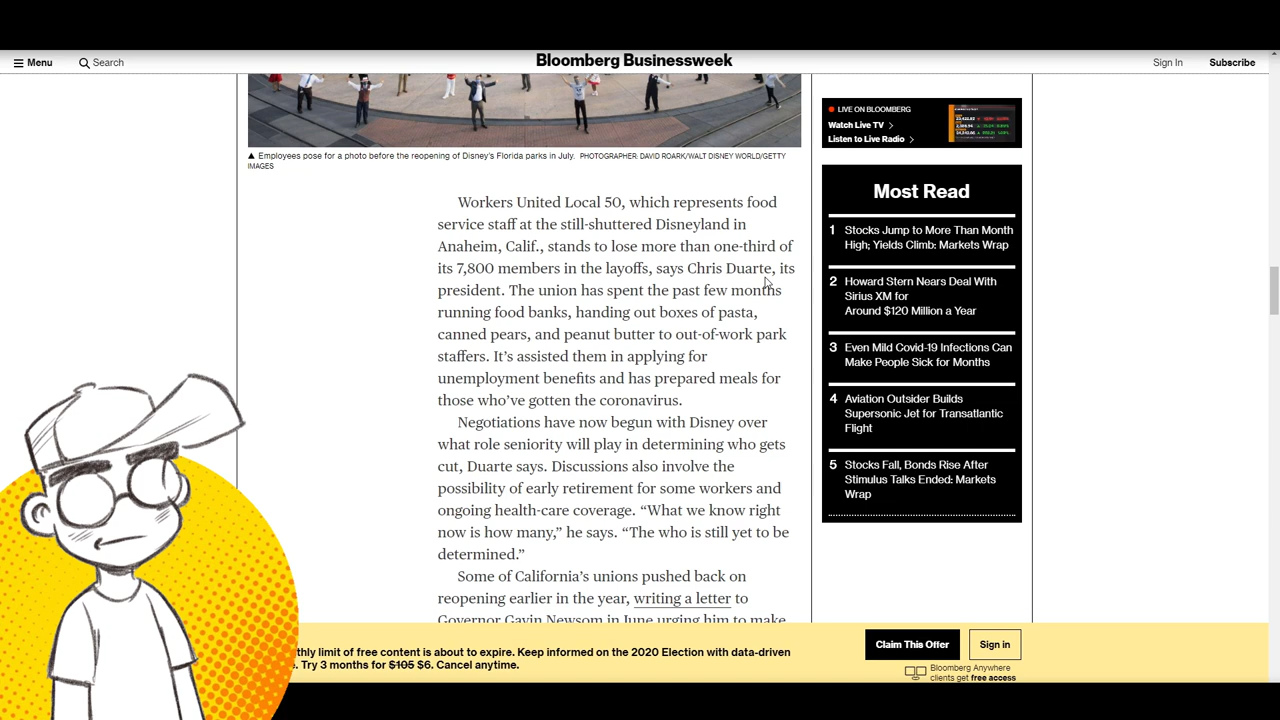 Menu
Search
Bloomberg Businessweek
Sign In
Subscribe
▲ Employees pose for a photo before the reopening of Disney's Florida parks in July. PHOTOGRAPHER: DAVID ROARK/WALT DISNEY WORLD/GETTY
IMAGES
Workers United Local 50, which represents food
service staff at the still-shuttered Disneyland in
Anaheim, Calif., stands to lose more than one-third of
its 7,800 members in the layoffs, says Chris Duarte, its
president. The union has spent the past few months
running food banks, handing out boxes of pasta,
canned pears, and peanut butter to out-of-work park
staffers. It's assisted them in applying for
unemployment benefits and has prepared meals for
those who've gotten the coronavirus.
Negotiations have now begun with Disney over
what role seniority will play in determining who gets
cut, Duarte says. Discussions also involve the
possibility of early retirement for some workers and
ongoing health-care coverage. “What we know right
now is how many,” he says. “The who is still yet to be
determined.”
Some of California's unions pushed back on
reopening earlier in the year, writing a letter to
Governor Gavin Newsom in June urging him to make
LIVE ON BLOOMBERG
Watch Live TV >
Listen to Live Radio >
Most Read
1 Stocks Jump to More Than Month
High; Yields Climb: Markets Wrap
2 Howard Stern Nears Deal With
Sirius XM for
Around $120 Million a Year
3 Even Mild Covid-19 Infections Can
Make People Sick for Months
4 Aviation Outsider Builds
Supersonic Jet for Transatlantic
Flight
5 Stocks Fall, Bonds Rise After
Stimulus Talks Ended: Markets
Wrap
limit of free content is about to expire. Keep informed on the 2020 Election with data-driven
Try 3 months for $105 $6. Cancel anytime.
Claim This Offer
Sign in
Bloomberg Anywhere
clients get free access